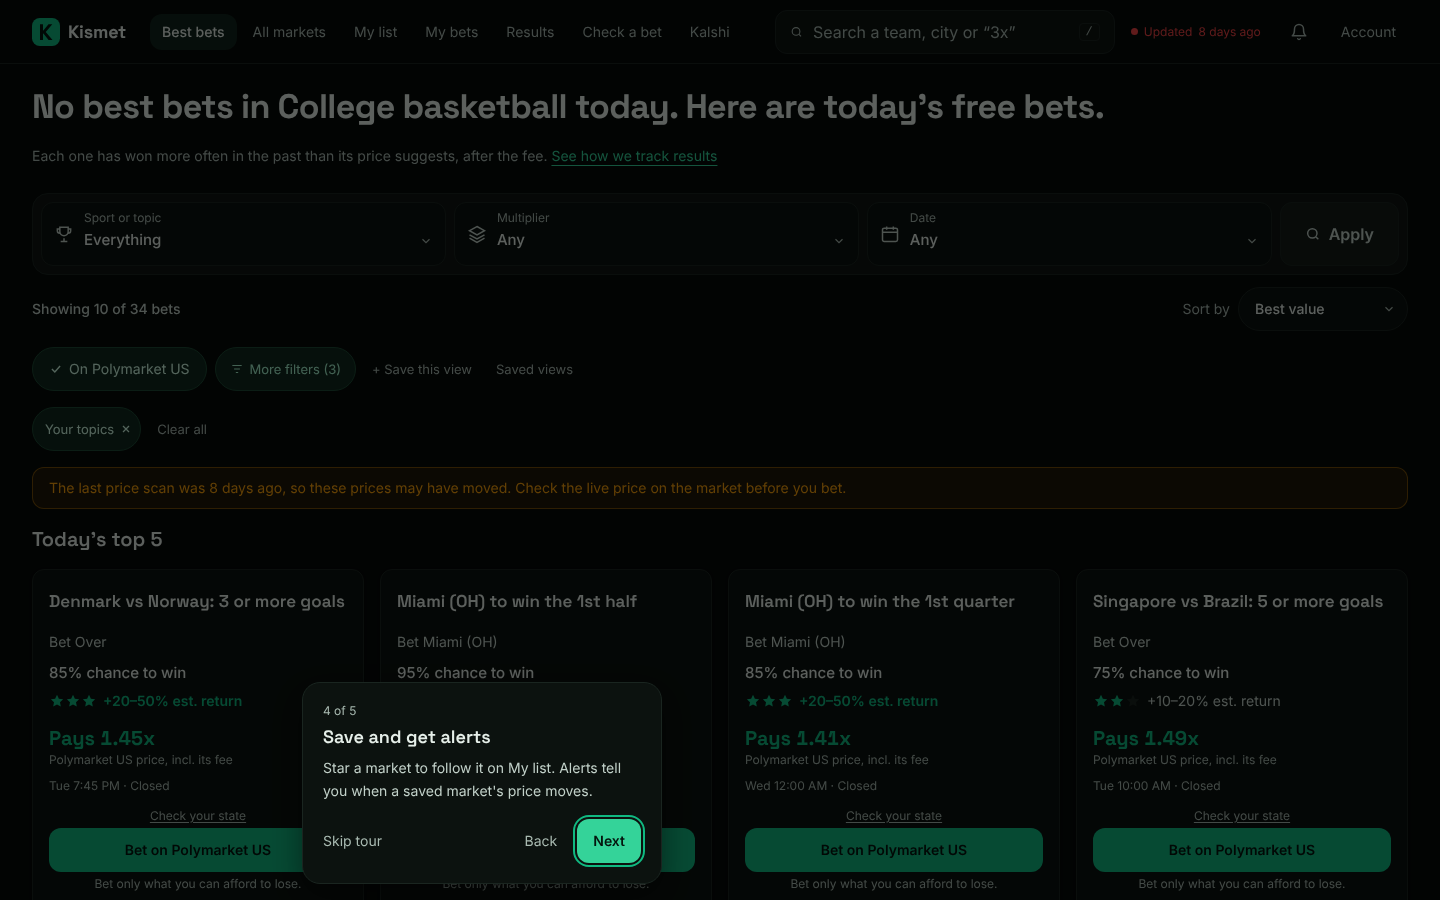 Kismet
Best bets
All markets
My list
My bets
Results
Check a bet
Kalshi
Search a team, city or “3x”
/
Updated 8 days ago
Account
No best bets in College basketball today. Here are today’s free bets.
Each one has won more often in the past than its price suggests, after the fee. See how we track results
Sport or topic
Everything
Multiplier
Any
Date
Any
Apply
Showing 10 of 34 bets
Sort by
Best value
On Polymarket US
More filters (3)
+ Save this view
Saved views
Your topics ×
Clear all
The last price scan was 8 days ago, so these prices may have moved. Check the live price on the market before you bet.
Today’s top 5
Denmark vs Norway: 3 or more goals
Bet Over
85% chance to win
+20–50% est. return
Pays 1.45x
Polymarket US price, incl. its fee
Tue 7:45 PM · Closed
Check your state
Bet on Polymarket US
Bet only what you can afford to lose.
Miami (OH) to win the 1st half
Bet Miami (OH)
95% chance to win
Bet only what you can afford to lose.
Miami (OH) to win the 1st quarter
Bet Miami (OH)
85% chance to win
+20–50% est. return
Pays 1.41x
Polymarket US price, incl. its fee
Wed 12:00 AM · Closed
Check your state
Bet on Polymarket US
Bet only what you can afford to lose.
Singapore vs Brazil: 5 or more goals
Bet Over
75% chance to win
+10–20% est. return
Pays 1.49x
Polymarket US price, incl. its fee
Tue 10:00 AM · Closed
Check your state
Bet on Polymarket US
Bet only what you can afford to lose.
4 of 5
Save and get alerts
Star a market to follow it on My list. Alerts tell
you when a saved market's price moves.
Skip tour
Back
Next